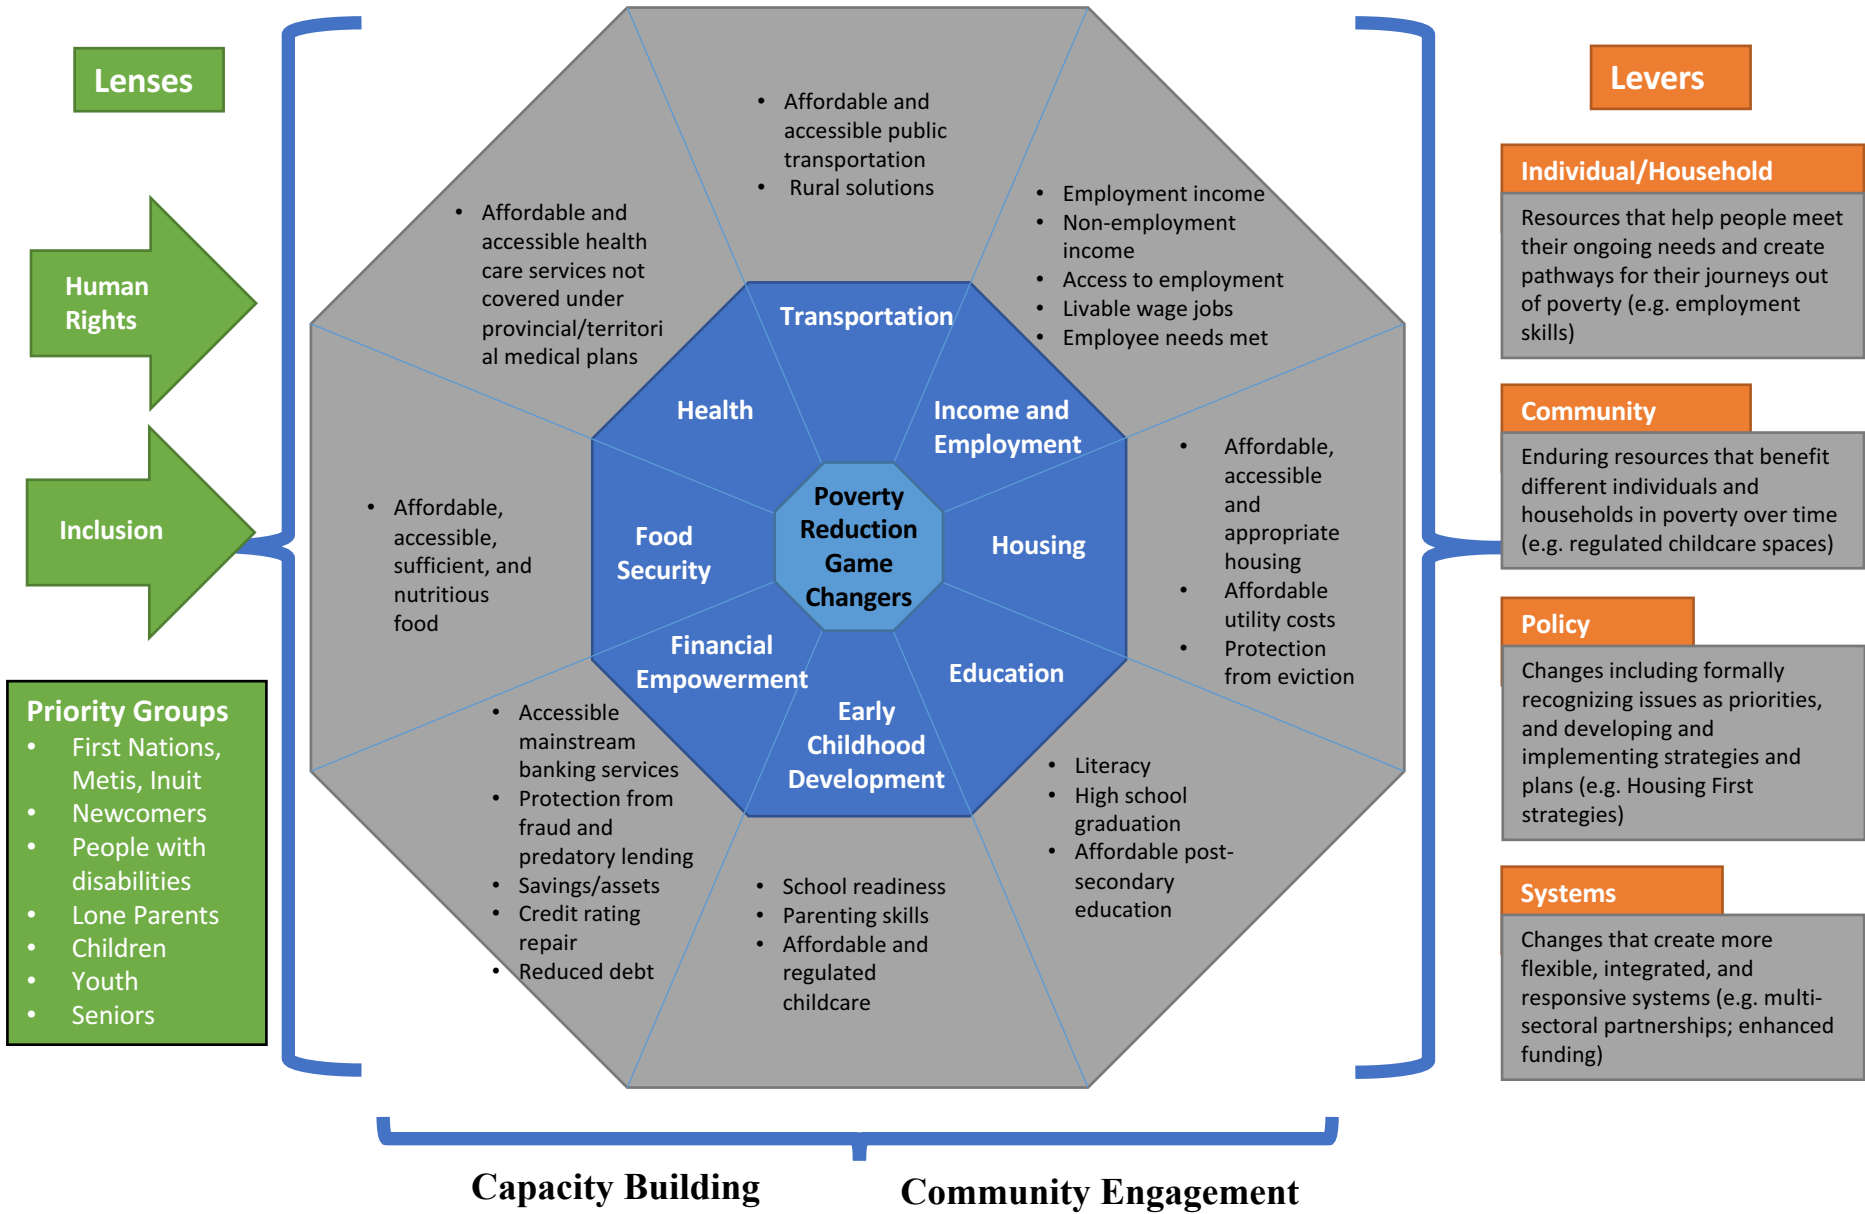 Lenses
Human
Rights
Inclusion
Priority Groups
• First Nations,
Metis, Inuit
• Newcomers
• People with
disabilities
• Lone Parents
• Children
• Youth
• Seniors
• Affordable and
accessible public
transportation
• Rural solutions
• Employment income
• Non-employment
income
• Access to employment
• Livable wage jobs
• Employee needs met
• Affordable and
accessible health
care services not
covered under
provincial/territori
al medical plans
• Affordable,
accessible
and
appropriate
housing
• Affordable
utility costs
• Protection
from eviction
• Affordable,
accessible,
sufficient, and
nutritious
food
• Accessible
mainstream
banking services
• Protection from
fraud and
predatory lending
• Savings/assets
• Credit rating
repair
• Reduced debt
• School readiness
• Parenting skills
• Affordable and
regulated
childcare
• Literacy
• High school
graduation
• Affordable post-
secondary
education
Transportation
Health
Income and
Employment
Food
Security
Housing
Financial
Empowerment
Early
Childhood
Development
Education
Poverty
Reduction
Game
Changers
Levers
Individual/Household
Resources that help people meet
their ongoing needs and create
pathways for their journeys out
of poverty (e.g. employment
skills)
Community
Enduring resources that benefit
different individuals and
households in poverty over time
(e.g. regulated childcare spaces)
Policy
Changes including formally
recognizing issues as priorities,
and developing and
implementing strategies and
plans (e.g. Housing First
strategies)
Systems
Changes that create more
flexible, integrated, and
responsive systems (e.g. multi-
sectoral partnerships; enhanced
funding)
Capacity Building
Community Engagement